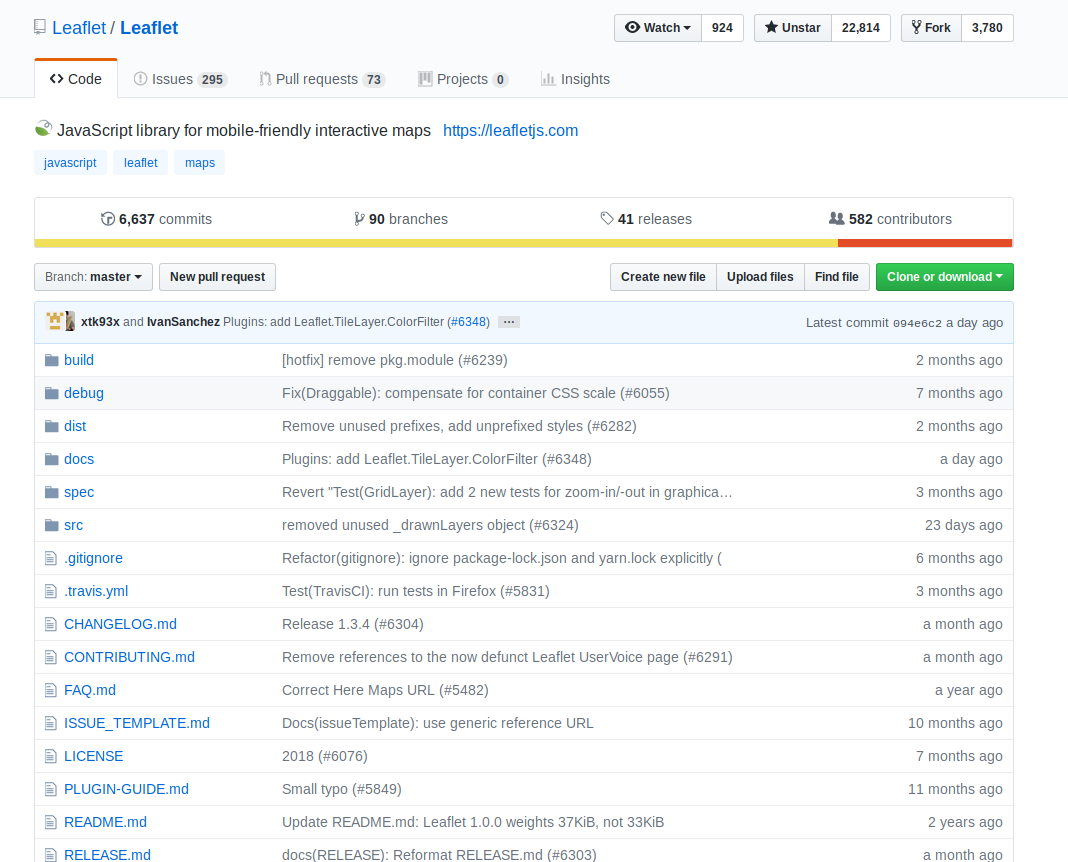 Leaflet / Leaflet
Watch 924 Unstar 22,814 Fork 3,780
Code Issues 295 Pull requests 73 Projects 0 Insights
JavaScript library for mobile-friendly interactive maps https://leafletjs.com
javascript leaflet maps
6,637 commits 90 branches 41 releases 582 contributors
Branch: master New pull request Create new file Upload files Find file Clone or download
xtk93x and IvanSanchez Plugins: add Leaflet.TileLayer.ColorFilter (#6348) ... Latest commit 094e6c2 a day ago
build [hotfix] remove pkg.module (#6239) 2 months ago
debug Fix(Draggable): compensate for container CSS scale (#6055) 7 months ago
dist Remove unused prefixes, add unprefixed styles (#6282) 2 months ago
docs Plugins: add Leaflet.TileLayer.ColorFilter (#6348) a day ago
spec Revert "Test(GridLayer): add 2 new tests for zoom-in/-out in graphica… 3 months ago
src removed unused _drawnLayers object (#6324) 23 days ago
.gitignore Refactor(gitignore): ignore package-lock.json and yarn.lock explicitly ( 6 months ago
.travis.yml Test(TravisCI): run tests in Firefox (#5831) 3 months ago
CHANGELOG.md Release 1.3.4 (#6304) a month ago
CONTRIBUTING.md Remove references to the now defunct Leaflet UserVoice page (#6291) a month ago
FAQ.md Correct Here Maps URL (#5482) a year ago
ISSUE_TEMPLATE.md Docs(issueTemplate): use generic reference URL 10 months ago
LICENSE 2018 (#6076) 7 months ago
PLUGIN-GUIDE.md Small typo (#5849) 11 months ago
README.md Update README.md: Leaflet 1.0.0 weights 37KiB, not 33KiB 2 years ago
RELEASE.md docs(RELEASE): Reformat RELEASE.md (#6303) a month ago